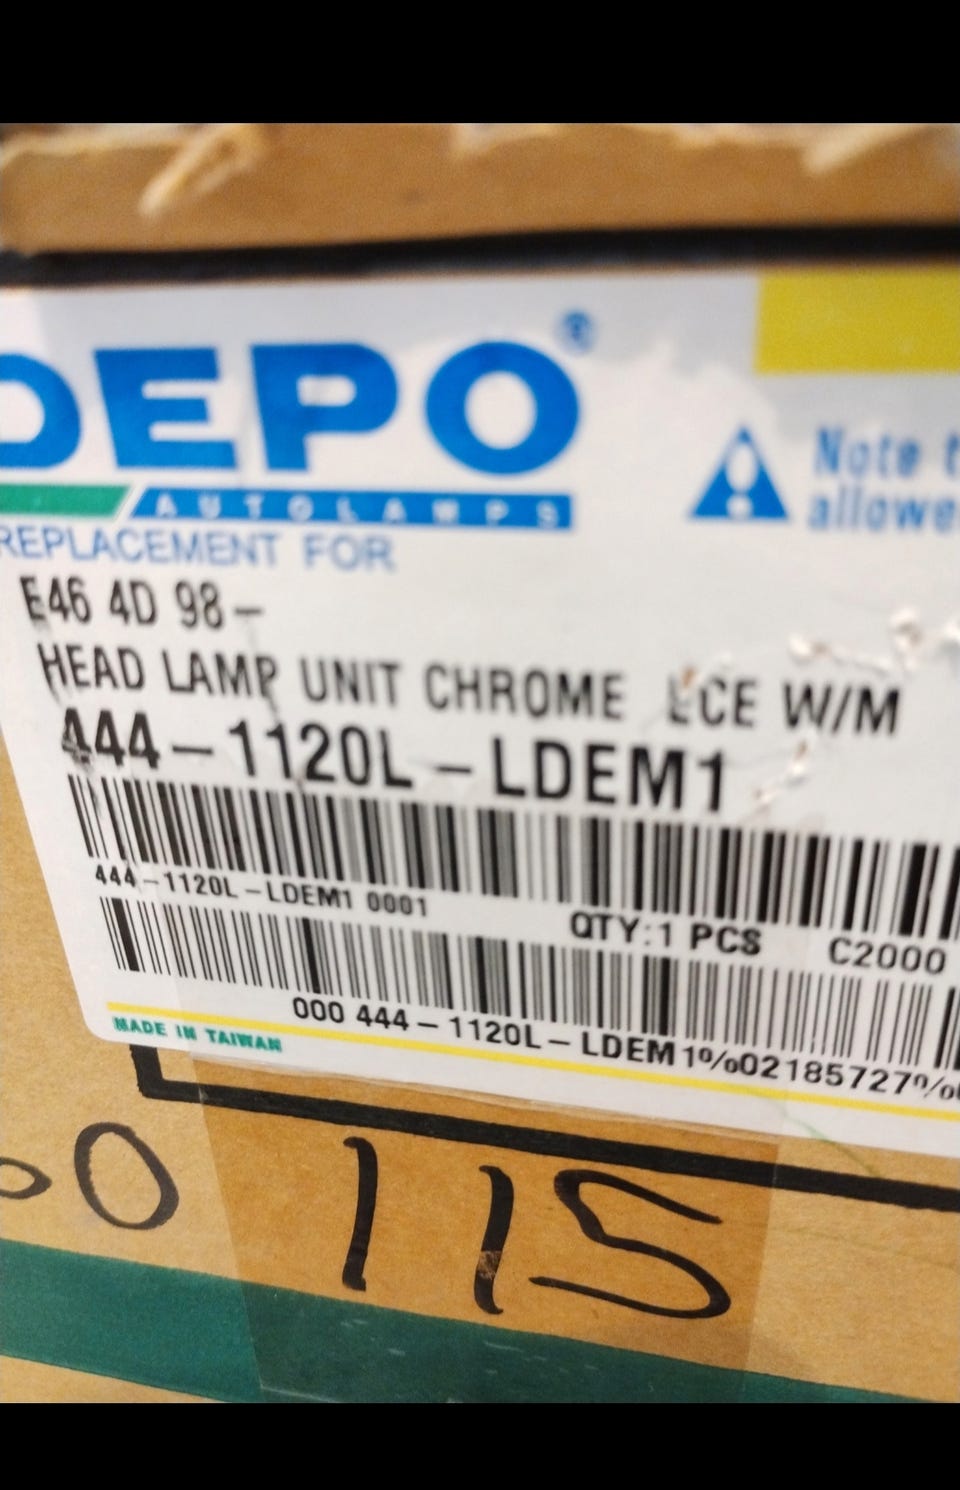 DEPO®
AUTOLAMPS
Note
allowe
REPLACEMENT FOR
E46 4D 98-
HEAD LAMP UNIT CHROME ECE W/M
444-1120L-LDEM1
444-1120L-LDEM1 0001
QTY:1 PCS C2000
000 444-1120L-LDEM1%02185727%
MADE IN TAIWAN
0 115